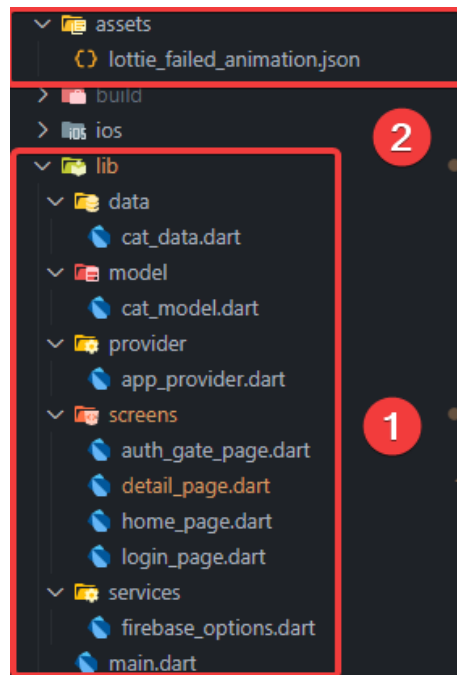 assets
{} lottie_failed_animation.json
build
iOS ios
2
lib
data
cat_data.dart
model
cat_model.dart
provider
app_provider.dart
screens
1
auth_gate_page.dart
detail_page.dart
home_page.dart
login_page.dart
services
firebase_options.dart
main.dart